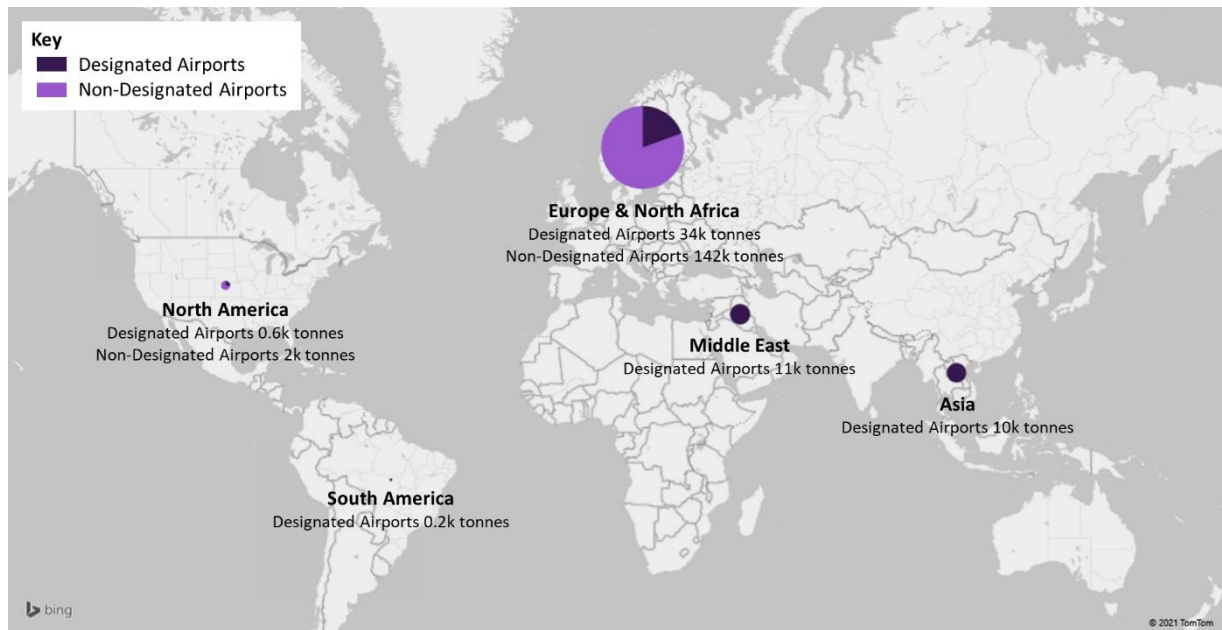 Key
Designated Airports
Non-Designated Airports
Europe & North Africa
Designated Airports 34k tonnes
Non-Designated Airports 142k tonnes
North America
Designated Airports 0.6k tonnes
Non-Designated Airports 2k tonnes
Middle East
Designated Airports 11k tonnes
Asia
Designated Airports 10k tonnes
South America
Designated Airports 0.2k tonnes
bing
© 2021 TomTom